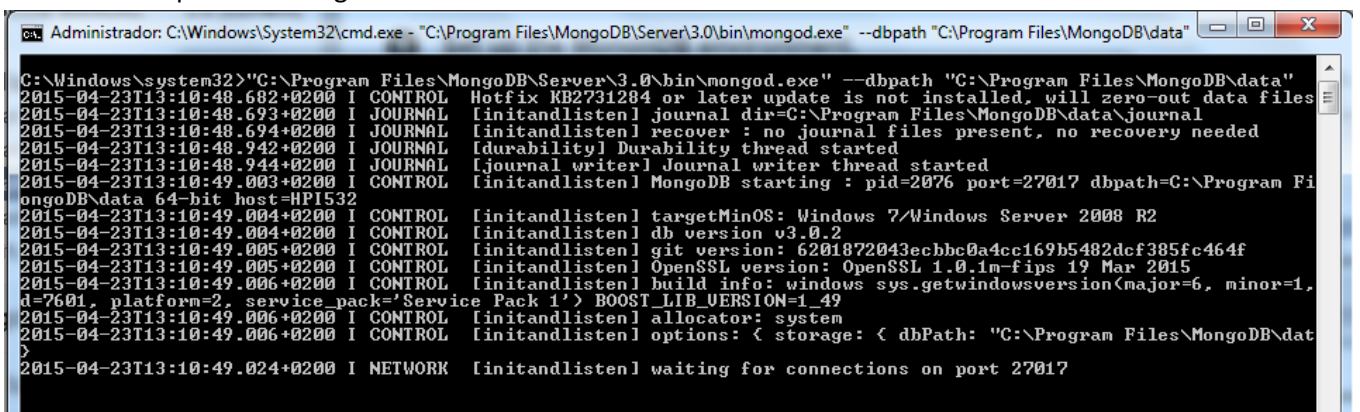 Administrador: C:\Windows\System32\cmd.exe - "C:\Program Files\MongoDB\Server\3.0\bin\mongod.exe" --dbpath "C:\Program Files\MongoDB\data"
C:\Windows\system32>"C:\Program Files\MongoDB\Server\3.0\bin\mongod.exe" --dbpath "C:\Program Files\MongoDB\data"
2015-04-23T13:10:48.682+0200 I CONTROL  Hotfix KB2731284 or later update is not installed, will zero-out data files
2015-04-23T13:10:48.693+0200 I JOURNAL  [initandlisten] journal dir=C:\Program Files\MongoDB\data\journal
2015-04-23T13:10:48.694+0200 I JOURNAL  [initandlisten] recover : no journal files present, no recovery needed
2015-04-23T13:10:48.942+0200 I JOURNAL  [durability] Durability thread started
2015-04-23T13:10:48.944+0200 I JOURNAL  [journal writer] Journal writer thread started
2015-04-23T13:10:49.003+0200 I CONTROL  [initandlisten] MongoDB starting : pid=2076 port=27017 dbpath=C:\Program Fi
ongoDB\data 64-bit host=HPI532
2015-04-23T13:10:49.004+0200 I CONTROL  [initandlisten] targetMinOS: Windows 7/Windows Server 2008 R2
2015-04-23T13:10:49.004+0200 I CONTROL  [initandlisten] db version v3.0.2
2015-04-23T13:10:49.005+0200 I CONTROL  [initandlisten] git version: 6201872043ecbbc0a4cc169b5482dcf385fc464f
2015-04-23T13:10:49.005+0200 I CONTROL  [initandlisten] OpenSSL version: OpenSSL 1.0.1m-fips 19 Mar 2015
2015-04-23T13:10:49.006+0200 I CONTROL  [initandlisten] build info: windows sys.getwindowsversion(major=6, minor=1,
d=7601, platform=2, service_pack='Service Pack 1') BOOST_LIB_VERSION=1_49
2015-04-23T13:10:49.006+0200 I CONTROL  [initandlisten] allocator: system
2015-04-23T13:10:49.006+0200 I CONTROL  [initandlisten] options: { storage: { dbPath: "C:\Program Files\MongoDB\dat
}
2015-04-23T13:10:49.024+0200 I NETWORK  [initandlisten] waiting for connections on port 27017